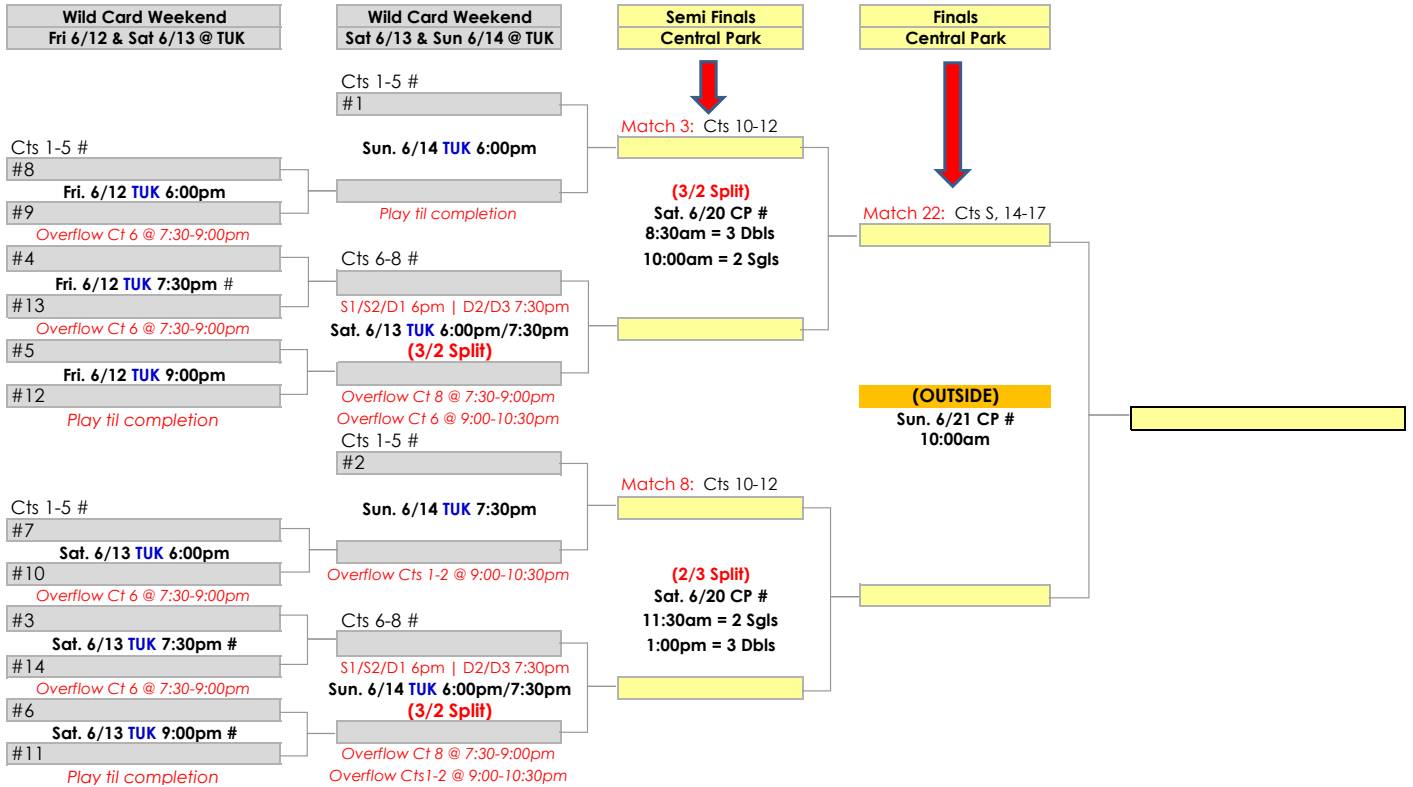 Wild Card Weekend
Fri 6/12 & Sat 6/13 @ TUK
Cts 1-5 #
#8
Fri. 6/12 TUK 6:00pm
#9
Overflow Ct 6 @ 7:30-9:00pm
#4
Fri. 6/12 TUK 7:30pm #
#13
Overflow Ct 6 @ 7:30-9:00pm
#5
Fri. 6/12 TUK 9:00pm
#12
Play til completion
Cts 1-5 #
#7
Sat. 6/13 TUK 6:00pm
#10
Overflow Ct 6 @ 7:30-9:00pm
#3
Sat. 6/13 TUK 7:30pm #
#14
Overflow Ct 6 @ 7:30-9:00pm
#6
Sat. 6/13 TUK 9:00pm #
#11
Play til completion
Wild Card Weekend
Sat 6/13 & Sun 6/14 @ TUK
Cts 1-5 #
#1
Sun. 6/14 TUK 6:00pm
Play til completion
Cts 6-8 #
S1/S2/D1 6pm | D2/D3 7:30pm
Sat. 6/13 TUK 6:00pm/7:30pm
(3/2 Split)
Overflow Ct 8 @ 7:30-9:00pm
Overflow Ct 6 @ 9:00-10:30pm
Cts 1-5 #
#2
Sun. 6/14 TUK 7:30pm
Overflow Cts 1-2 @ 9:00-10:30pm
Cts 6-8 #
S1/S2/D1 6pm | D2/D3 7:30pm
Sun. 6/14 TUK 6:00pm/7:30pm
(3/2 Split)
Overflow Ct 8 @ 7:30-9:00pm
Overflow Cts1-2 @ 9:00-10:30pm
Semi Finals
Central Park
Match 3: Cts 10-12
(3/2 Split)
Sat. 6/20 CP #
8:30am = 3 Dbls
10:00am = 2 Sgls
Match 8: Cts 10-12
(2/3 Split)
Sat. 6/20 CP #
11:30am = 2 Sgls
1:00pm = 3 Dbls
Finals
Central Park
Match 22: Cts S, 14-17
(OUTSIDE)
Sun. 6/21 CP #
10:00am